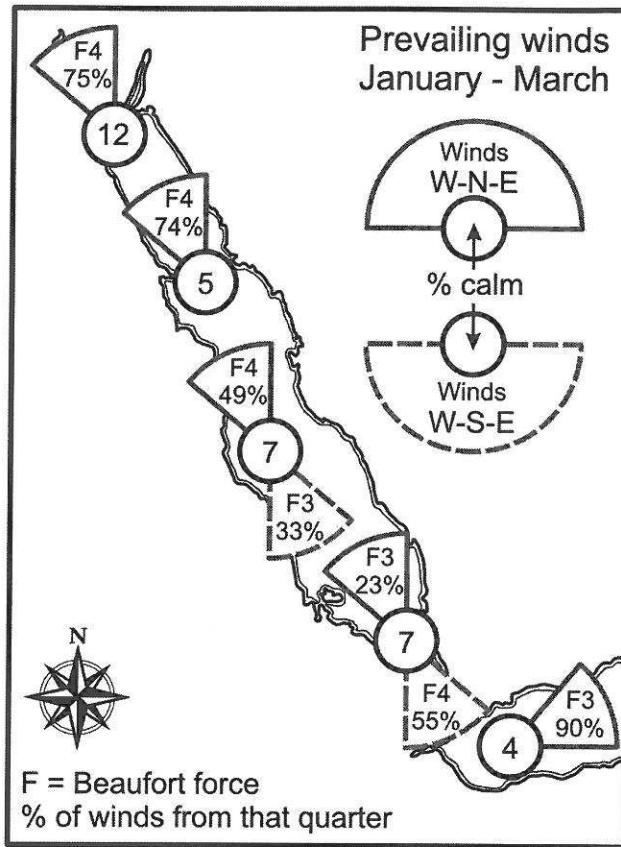 Prevailing winds
January - March
F4
75%
12
Winds
W-N-E
F4
74%
5
% calm
Winds
W-S-E
F4
49%
7
F3
33%
F3
23%
7
F4
55%
F3
90%
4
N
F = Beaufort force
% of winds from that quarter